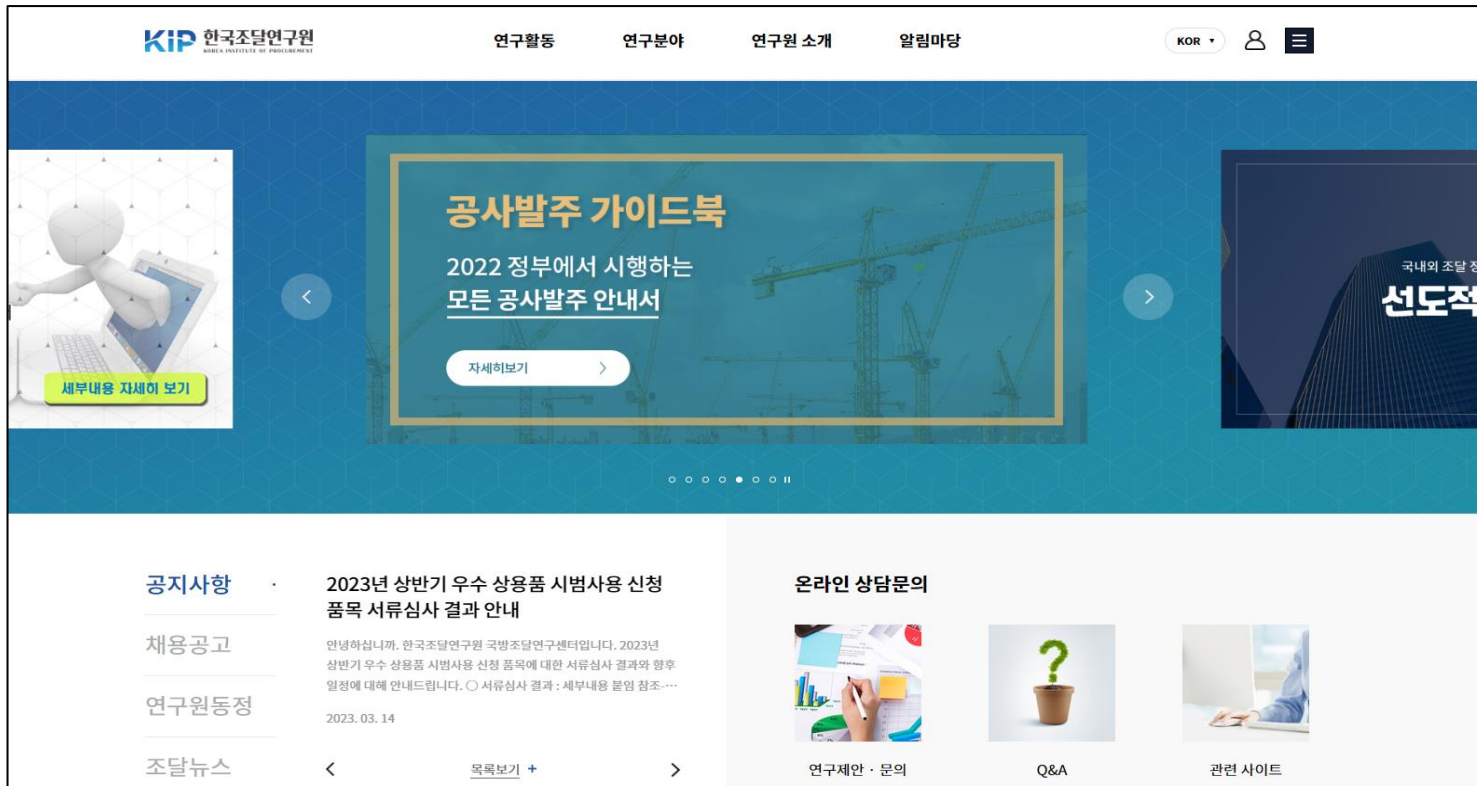 KIP 한국조달연구원
KOREA INSTITUTE OF PROCUREMENT
연구활동
연구분야
연구원 소개
알림마당
KOR
세부내용 자세히 보기
공사발주 가이드북
2022 정부에서 시행하는
모든 공사발주 안내서
자세히보기
국내외 조달
선도적
공지사항
채용공고
연구원동정
조달뉴스
2023년 상반기 우수 상용품 시범사용 신청
품목 서류심사 결과 안내
안녕하십니까. 한국조달연구원 국방조달연구센터입니다. 2023년
상반기 우수 상용품 시범사용 신청 품목에 대한 서류심사 결과와 향후
일정에 대해 안내드립니다. ○ 서류심사 결과 : 세부내용 붙임 참조-…
2023. 03. 14
목록보기 +
온라인 상담문의
연구제안 · 문의
Q&A
관련 사이트